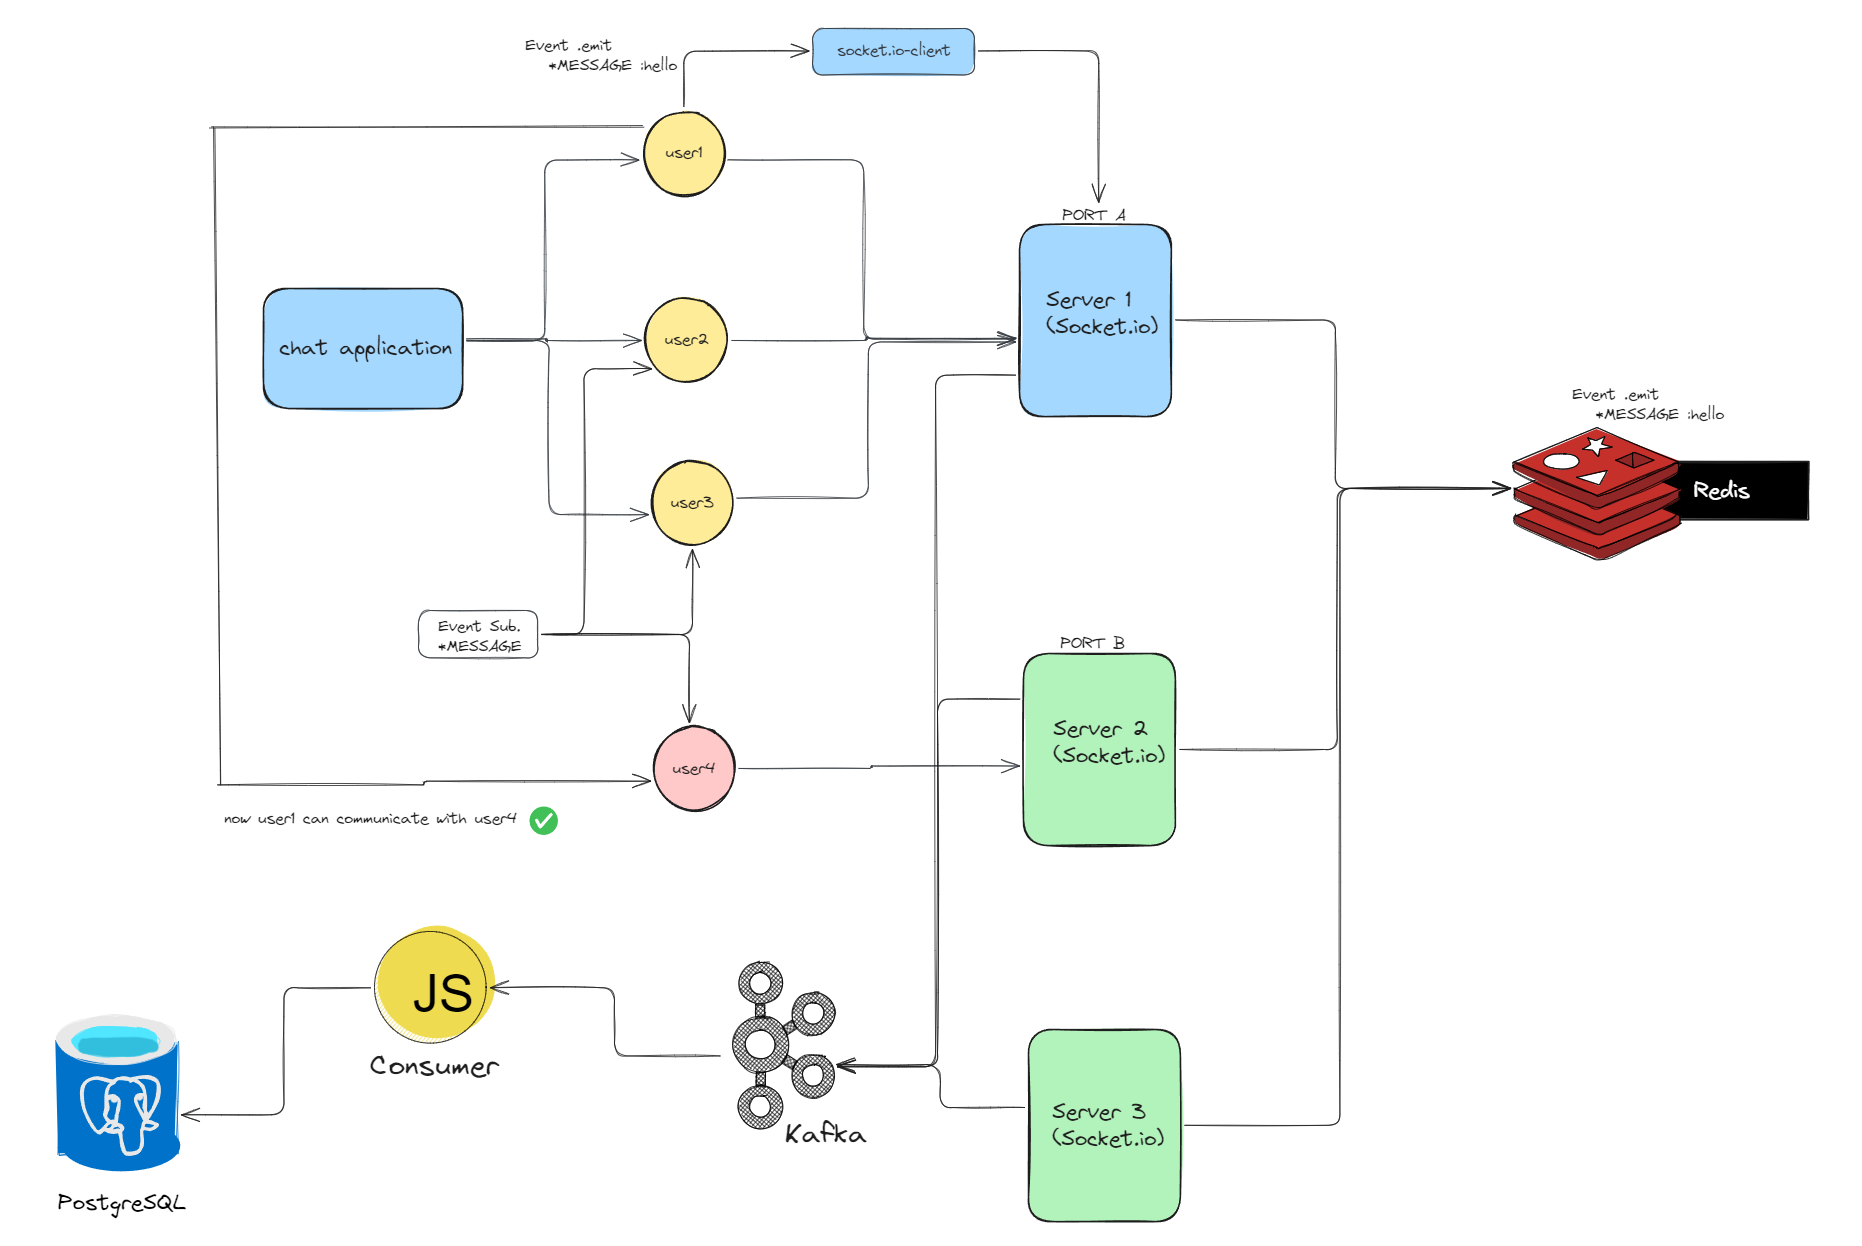 Event .emit
*MESSAGE :hello
socket.io-client
user1
PORT A
Server 1
(Socket.io)
chat application
user2
Event .emit
*MESSAGE :hello
Redis
user3
Event Sub.
*MESSAGE
PORT B
Server 2
(Socket.io)
user4
now user1 can communicate with user4
JS
Consumer
Kafka
Server 3
(Socket.io)
PostgreSQL